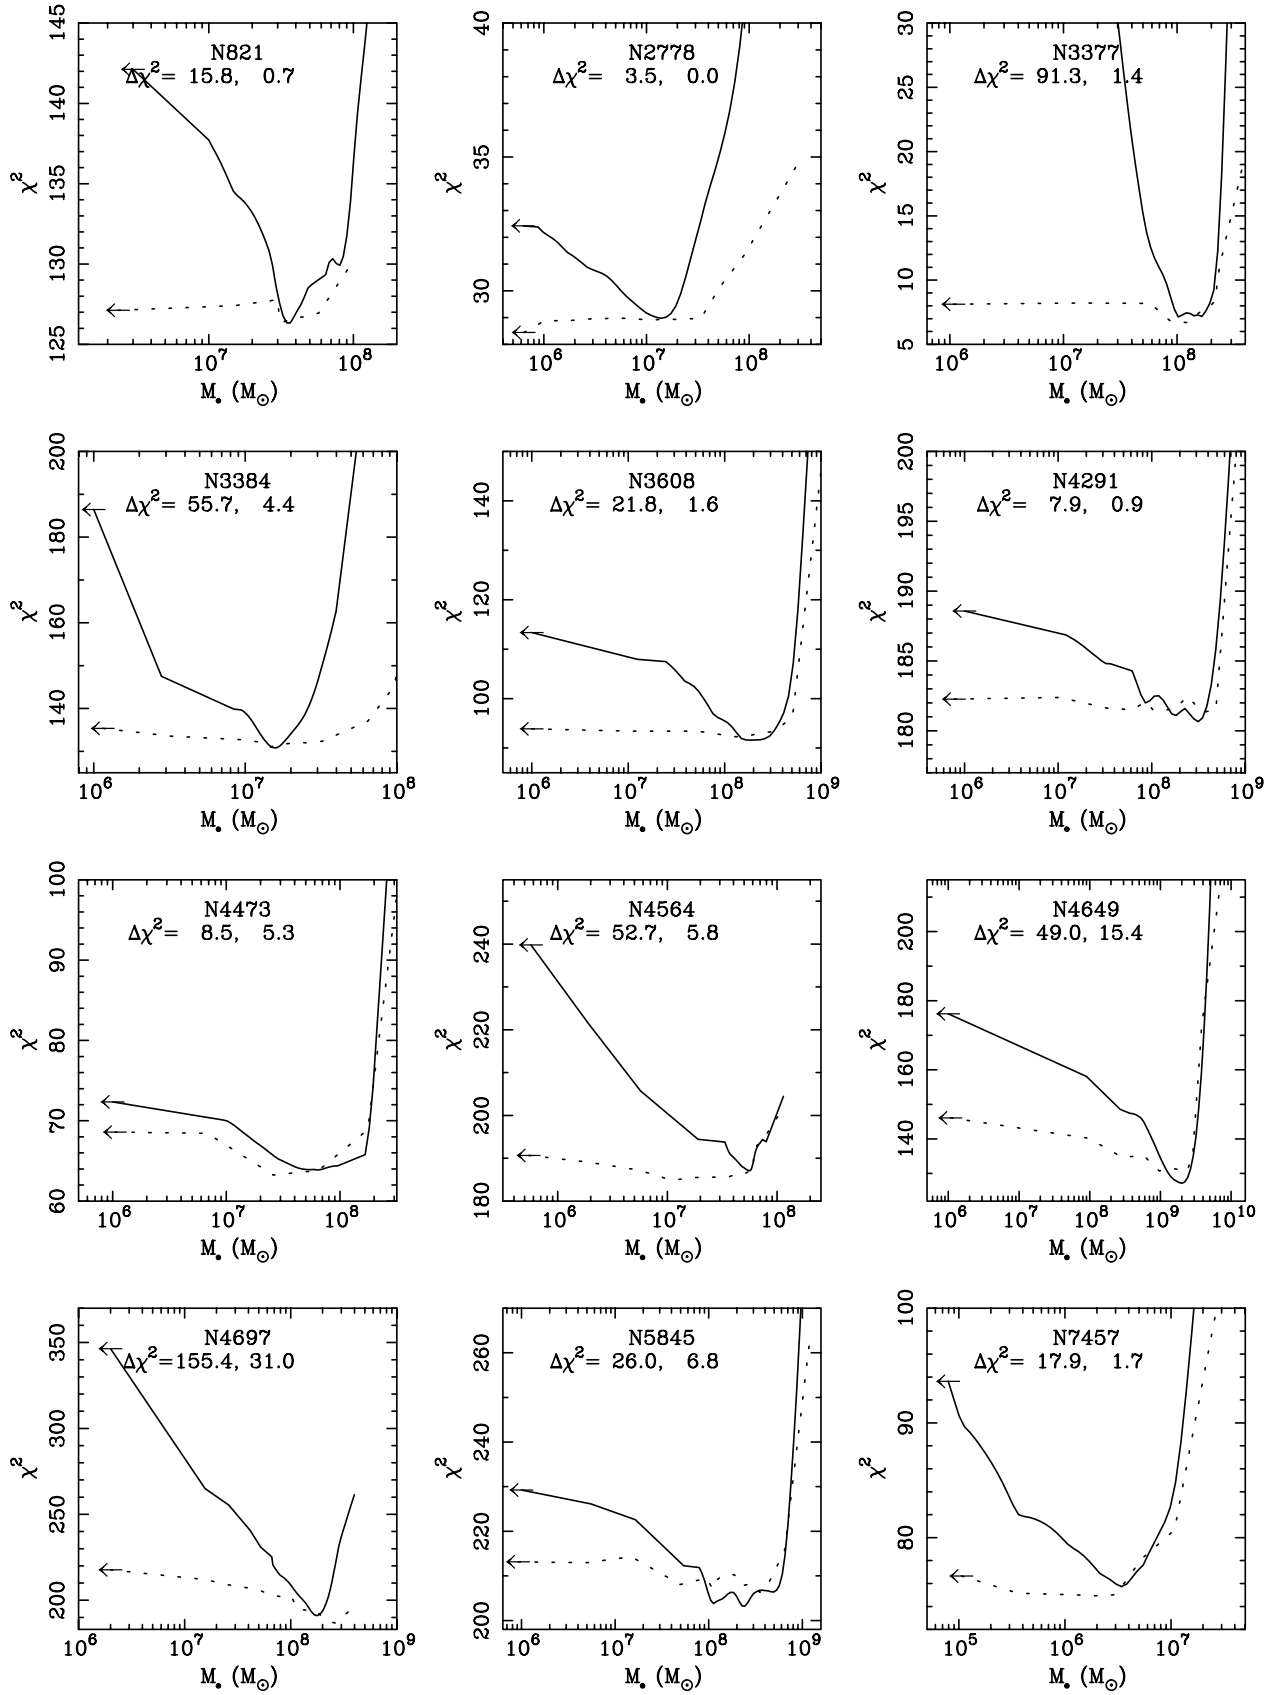 N821
Δχ²= 15.8, 0.7
145
140
135
130
125
χ²
10⁷ 10⁸
M• (M⊙)
N2778
Δχ²= 3.5, 0.0
40
35
30
χ²
10⁶ 10⁷ 10⁸
M• (M⊙)
N3377
Δχ²= 91.3, 1.4
30
25
20
15
10
5
χ²
10⁶ 10⁷ 10⁸
M• (M⊙)
N3384
Δχ²= 55.7, 4.4
200
180
160
140
χ²
10⁶ 10⁷ 10⁸
M• (M⊙)
N3608
Δχ²= 21.8, 1.6
140
120
100
χ²
10⁶ 10⁷ 10⁸ 10⁹
M• (M⊙)
N4291
Δχ²= 7.9, 0.9
200
195
190
185
180
χ²
10⁶ 10⁷ 10⁸ 10⁹
M• (M⊙)
N4473
Δχ²= 8.5, 5.3
100
90
80
70
60
χ²
10⁶ 10⁷ 10⁸
M• (M⊙)
N4564
Δχ²= 52.7, 5.8
240
220
200
180
χ²
10⁶ 10⁷ 10⁸
M• (M⊙)
N4649
Δχ²= 49.0, 15.4
200
180
160
140
χ²
10⁶ 10⁷ 10⁸ 10⁹ 10¹⁰
M• (M⊙)
N4697
Δχ²=155.4, 31.0
350
300
250
200
χ²
10⁶ 10⁷ 10⁸ 10⁹
M• (M⊙)
N5845
Δχ²= 26.0, 6.8
260
240
220
200
χ²
10⁶ 10⁷ 10⁸ 10⁹
M• (M⊙)
N7457
Δχ²= 17.9, 1.7
100
90
80
χ²
10⁵ 10⁶ 10⁷
M• (M⊙)